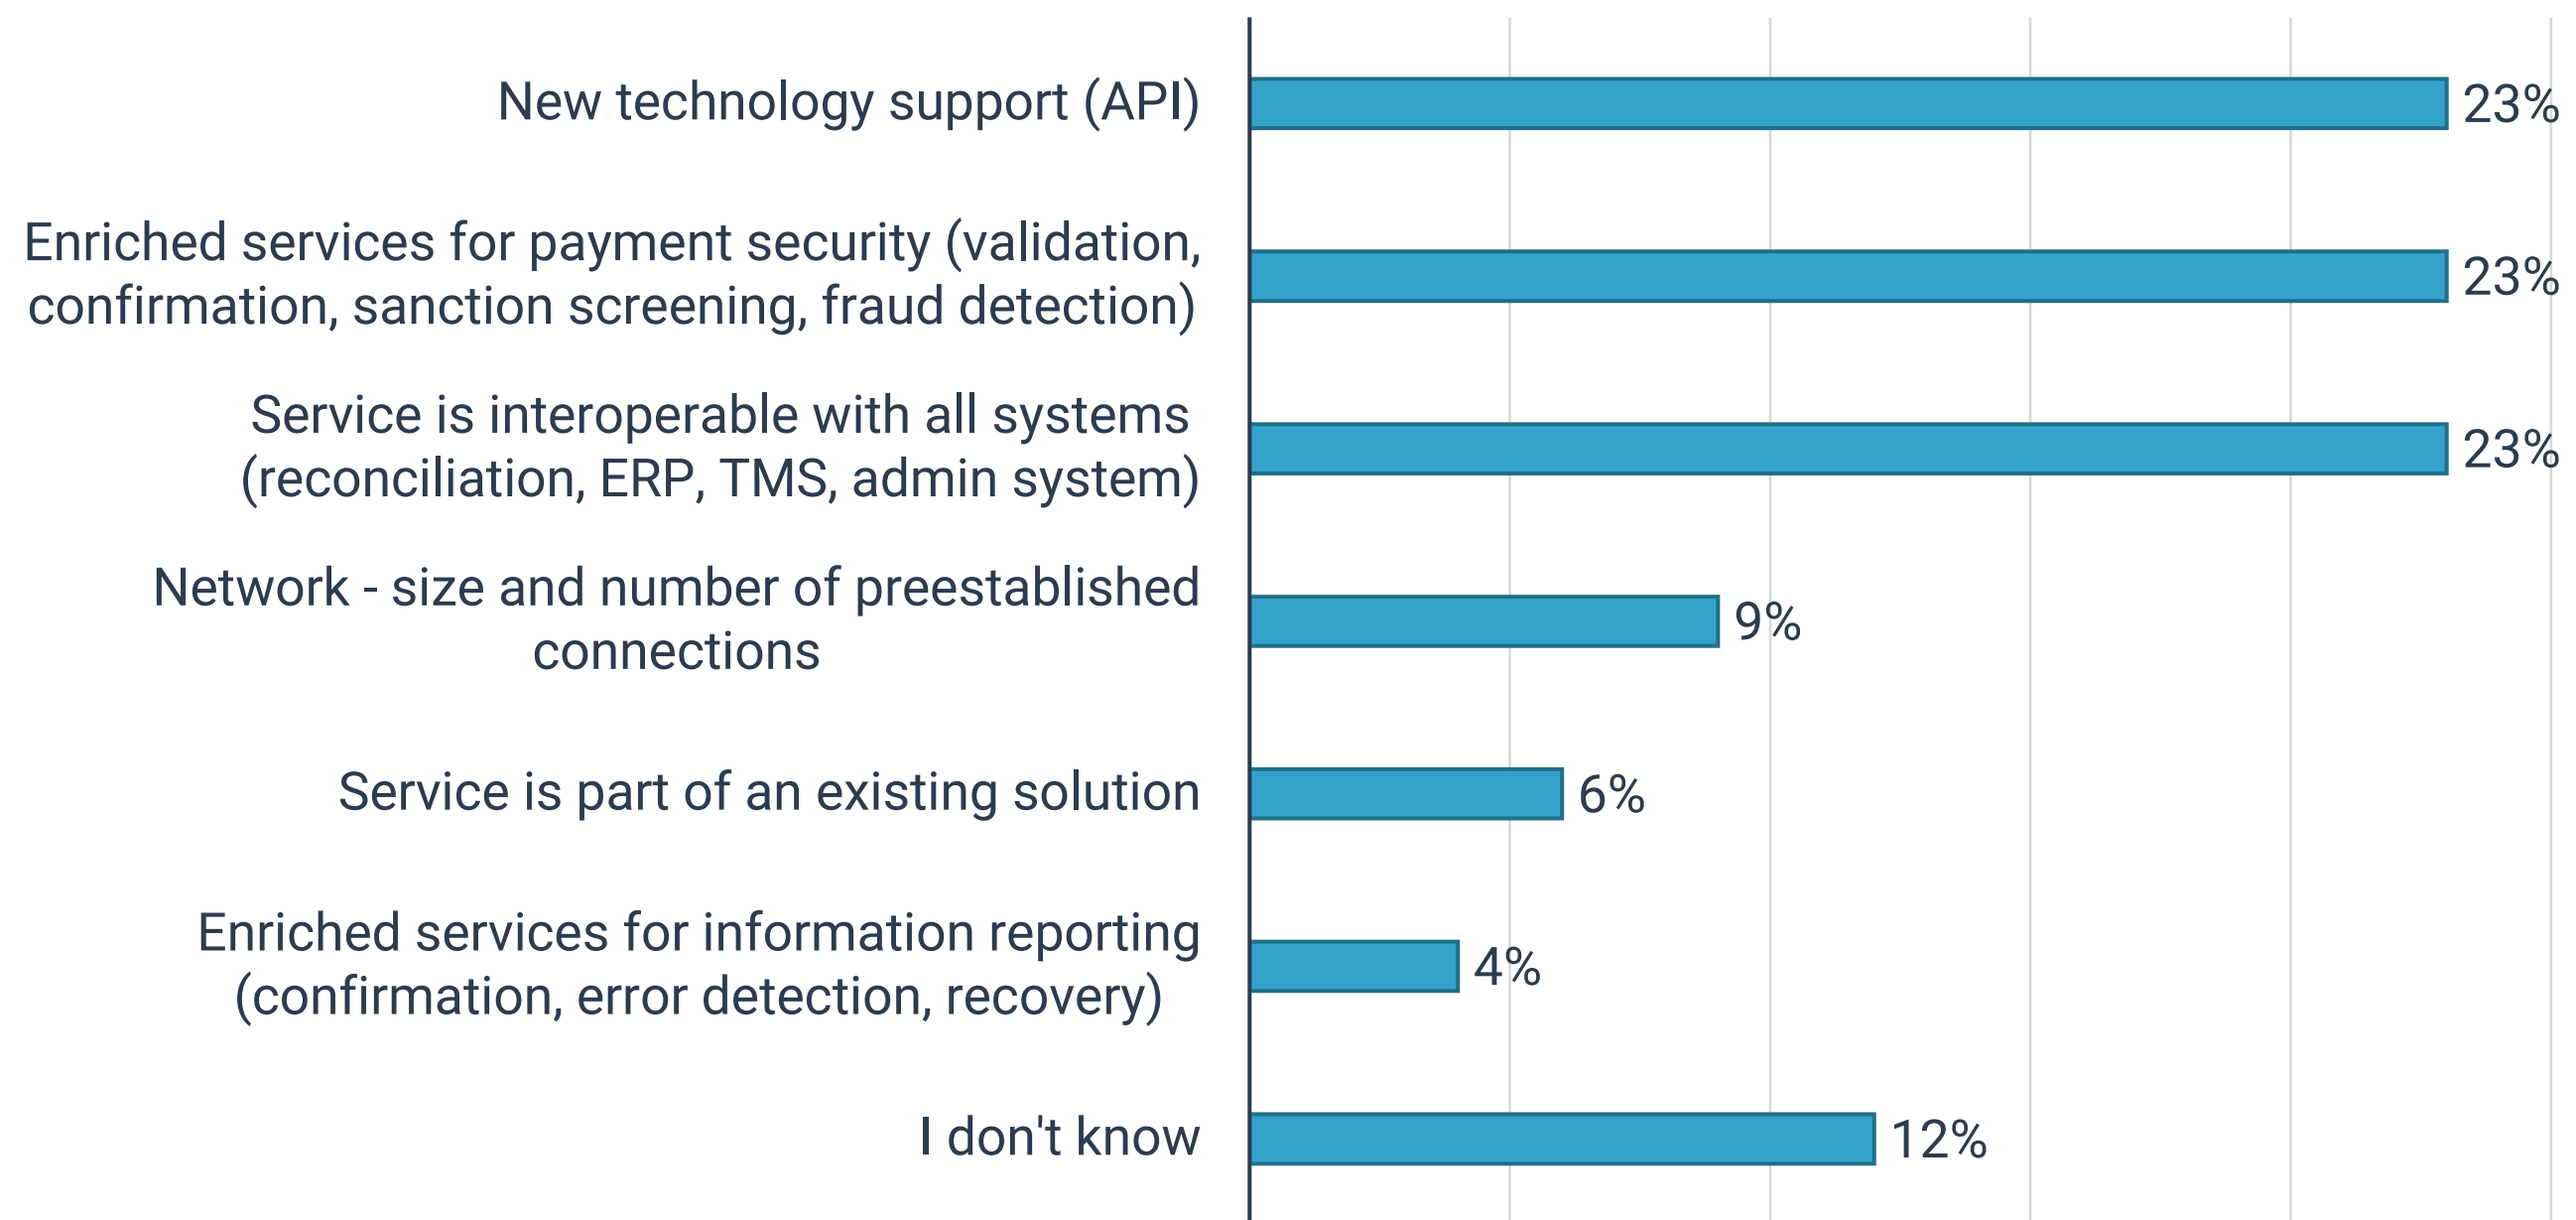 New technology support (API)
23%
Enriched services for payment security (validation,
confirmation, sanction screening, fraud detection)
23%
Service is interoperable with all systems
(reconciliation, ERP, TMS, admin system)
23%
Network - size and number of preestablished
connections
9%
Service is part of an existing solution
6%
Enriched services for information reporting
(confirmation, error detection, recovery)
4%
I don't know
12%